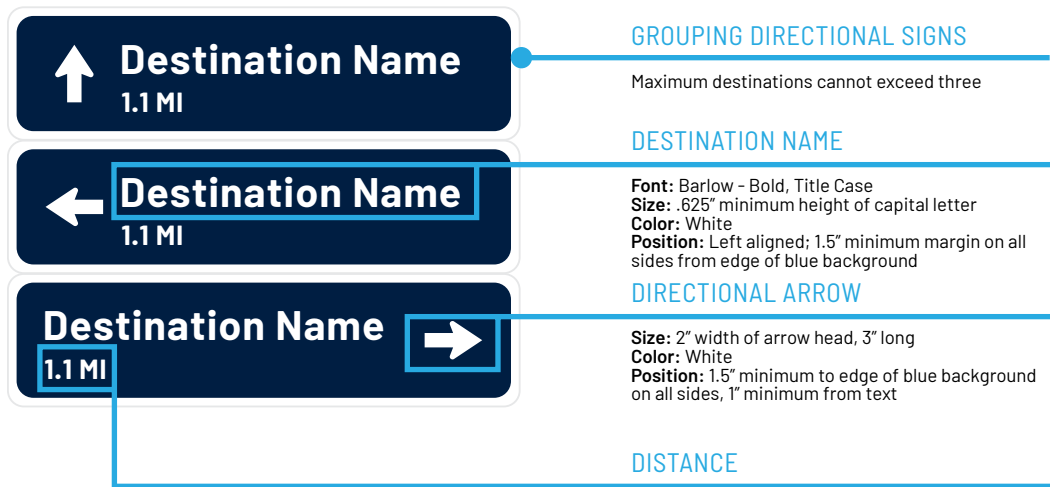 Destination Name
1.1 MI
Destination Name
1.1 MI
Destination Name
1.1 MI
GROUPING DIRECTIONAL SIGNS
Maximum destinations cannot exceed three
DESTINATION NAME
Font: Barlow - Bold, Title Case
Size: .625” minimum height of capital letter
Color: White
Position: Left aligned; 1.5” minimum margin on all
sides from edge of blue background
DIRECTIONAL ARROW
Size: 2” width of arrow head, 3” long
Color: White
Position: 1.5” minimum to edge of blue background
on all sides, 1” minimum from text
DISTANCE